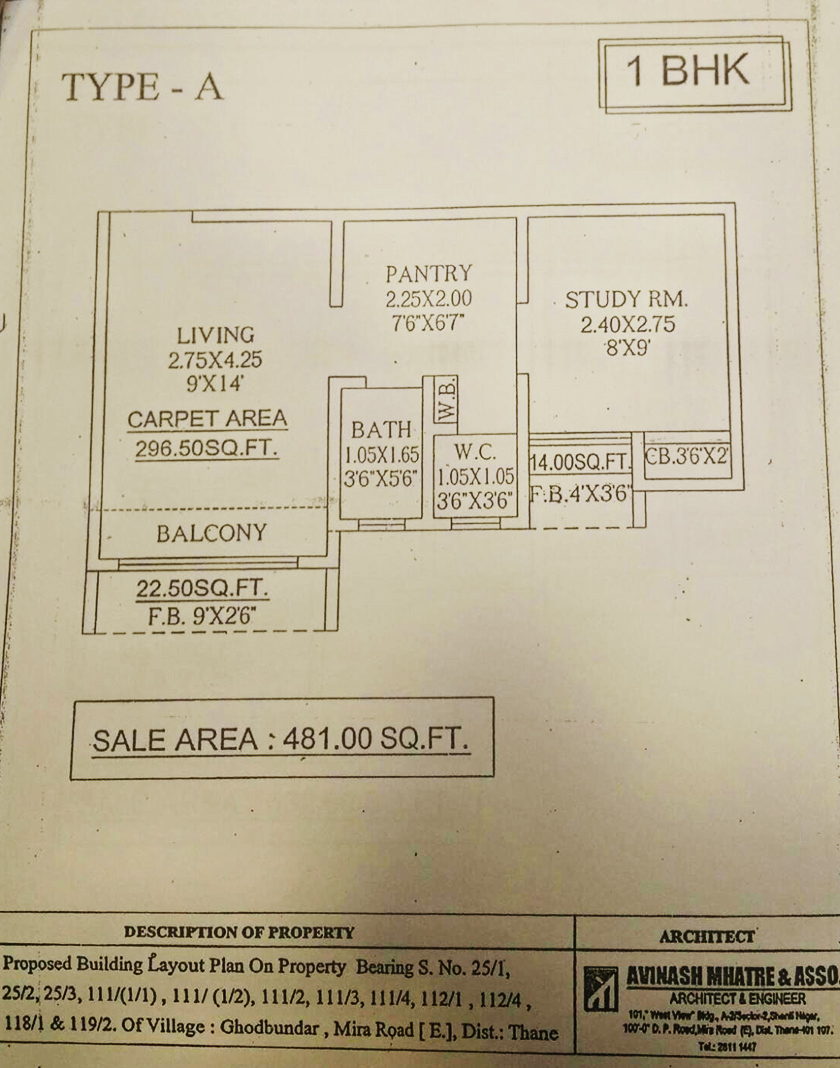 TYPE - A
1 BHK
PANTRY
2.25X2.00
7'6"X6'7"
STUDY RM.
2.40X2.75
8'X9'
LIVING
2.75X4.25
9'X14'
CARPET AREA
296.50SQ.FT.
W.B.
BATH
1.05X1.65
3'6"X5'6"
W.C.
1.05X1.05
3'6"X3'6"
14.00SQ.FT.
F.B.4'X3'6"
CB.3'6'X2'
BALCONY
22.50SQ.FT.
F.B. 9'X2'6"
SALE AREA : 481.00 SQ.FT.
DESCRIPTION OF PROPERTY
Proposed Building Layout Plan On Property Bearing S. No. 25/1,
25/2, 25/3, 111/(1/1) , 111/ (1/2), 111/2, 111/3, 111/4, 112/1 , 112/4 ,
118/1 & 119/2. Of Village : Ghodbundar , Mira Road [ E.], Dist.: Thane
ARCHITECT
AVINASH MHATRE & ASSO.
ARCHITECT & ENGINEER
101," West View" Bldg., A-2/Sector-2,Shanti Nagar,
100'-0" D. P. Road,Mira Road (E), Dist. Thane-401 107.
Tel.: 2811 1447